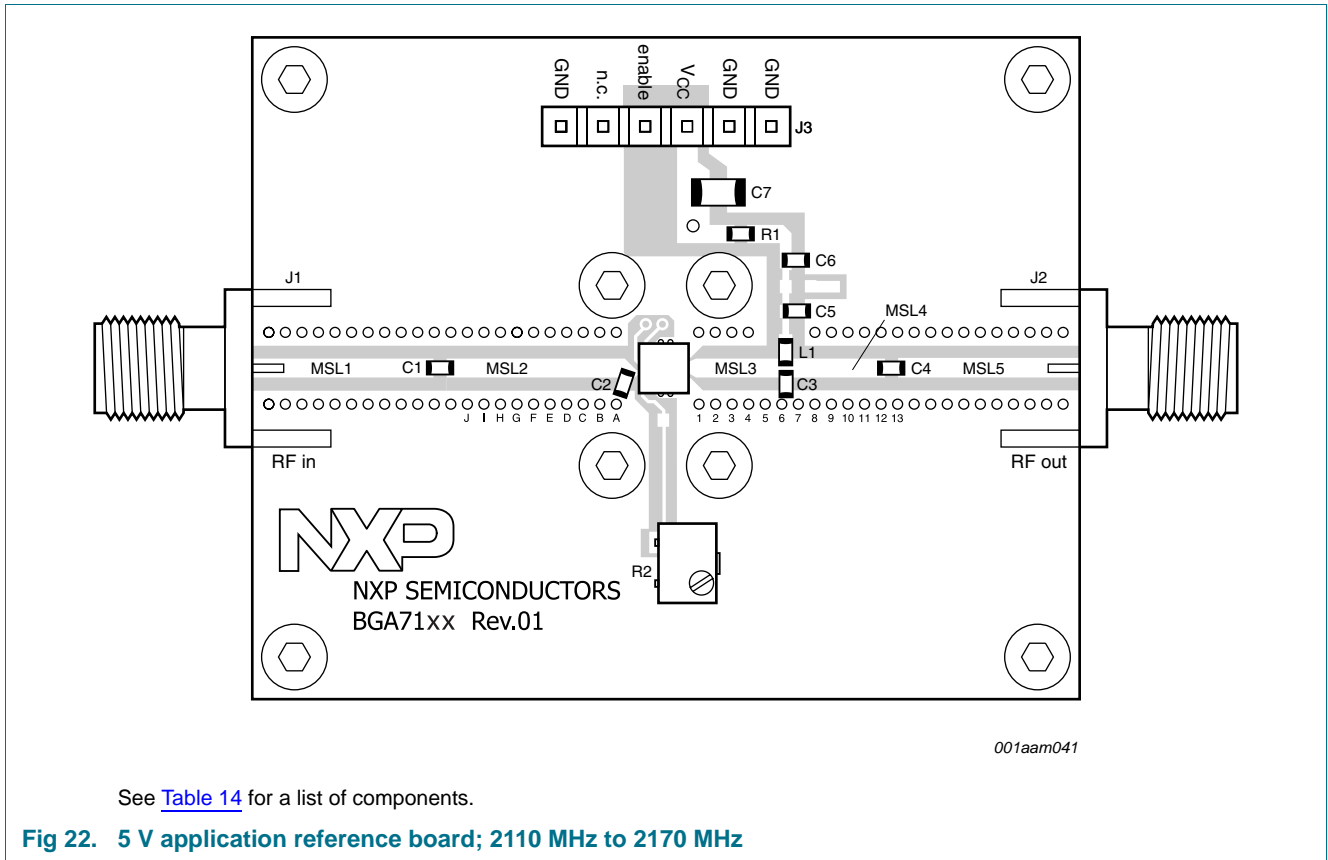 GND n.c. enable VCC GND GND
J3
C7
R1
C6
J1 J2
C5 MSL4
L1
MSL1 C1 MSL2 MSL3 C4 MSL5
C2 C3
J I H G F E D C B A 1 2 3 4 5 6 7 8 9 10 11 12 13
RF in RF out
NXP
R2
NXP SEMICONDUCTORS
BGA71xx Rev.01
001aam041
See Table 14 for a list of components.
Fig 22. 5 V application reference board; 2110 MHz to 2170 MHz